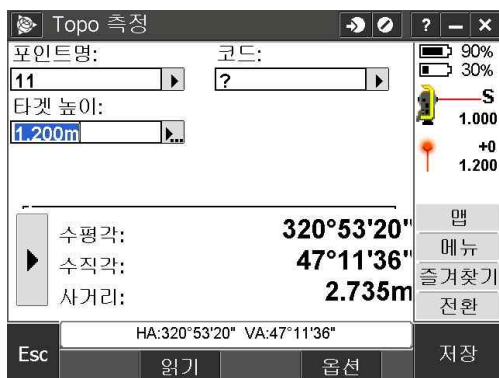 Topo 측정
? – ×
포인트명:
코드:
11
?
타겟 높이:
1.200m
90%
30%
S
1.000
+0
1.200
수평각:
320°53'20"
수직각:
47°11'36"
사거리:
2.735m
맵
메뉴
즐겨찾기
전환
HA:320°53'20" VA:47°11'36"
Esc
읽기
옵션
저장